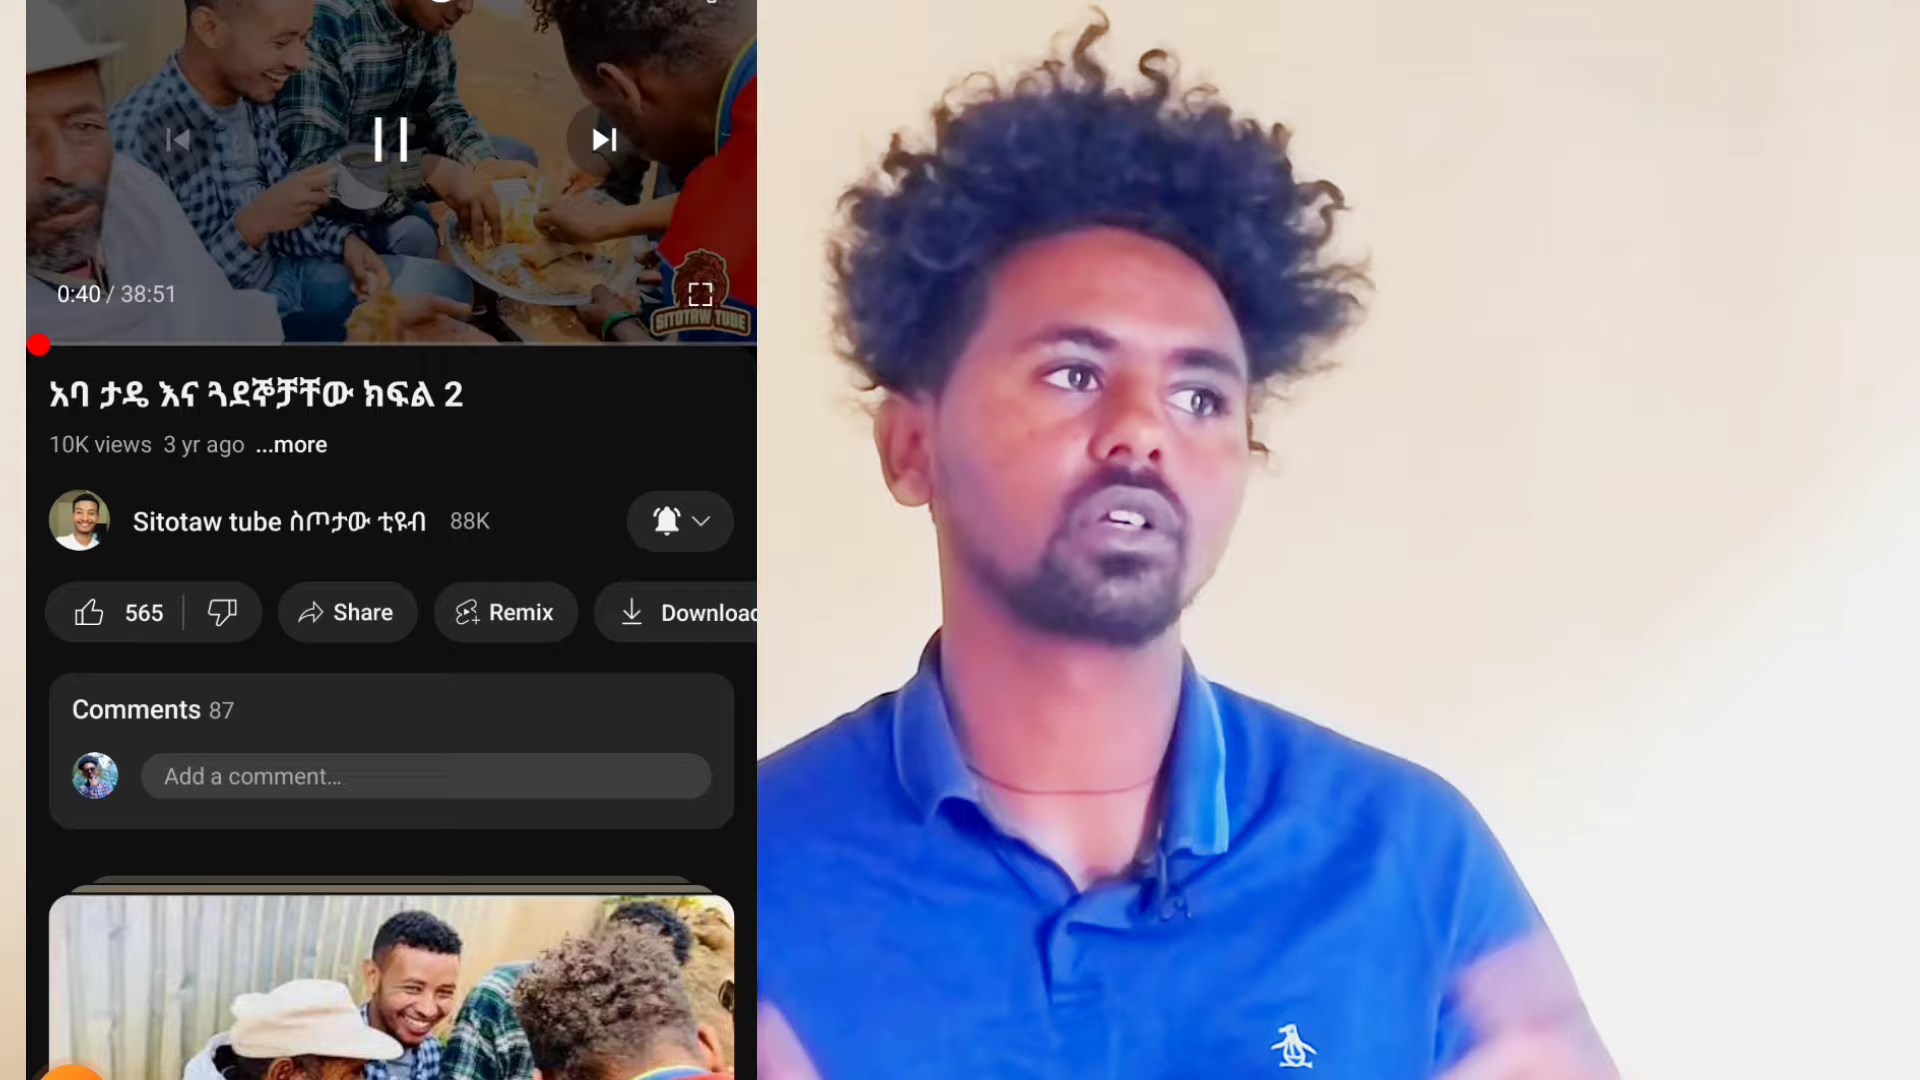 0:40 / 38:51
SITOTAW TUBE
አባ ታዴ እና ጓደኞቻቸው ክፍል 2
10K views 3 yr ago ...more
Sitotaw tube ስጦታው ቲዩብ 88K
565 Share Remix Download
Comments 87
Add a comment...